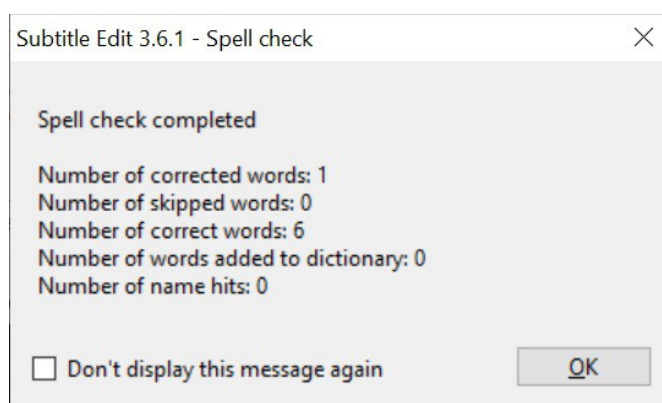 Subtitle Edit 3.6.1 - Spell check
Spell check completed
Number of corrected words: 1
Number of skipped words: 0
Number of correct words: 6
Number of words added to dictionary: 0
Number of name hits: 0
Don't display this message again
OK